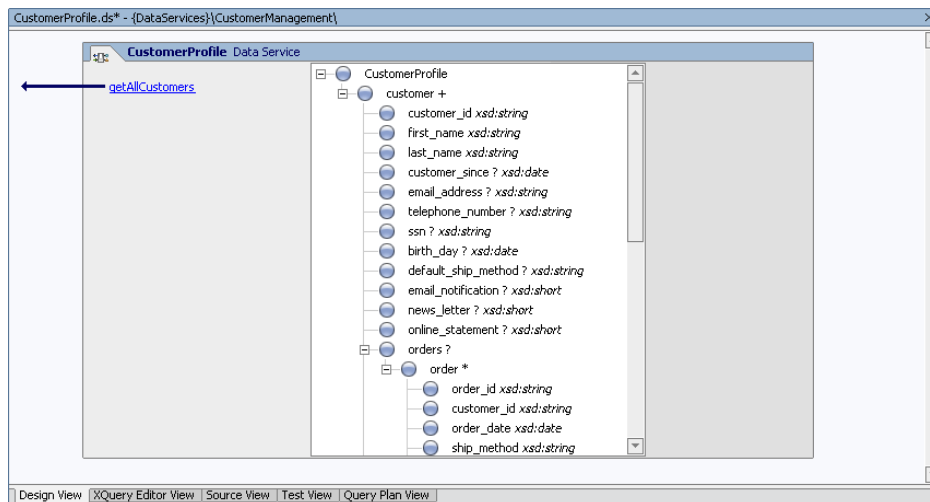 CustomerProfile.ds* - {DataServices}\CustomerManagement\
CustomerProfile Data Service
getAllCustomers
CustomerProfile
customer +
customer_id xsd:string
first_name xsd:string
last_name xsd:string
customer_since ? xsd:date
email_address ? xsd:string
telephone_number ? xsd:string
ssn ? xsd:string
birth_day ? xsd:date
default_ship_method ? xsd:string
email_notification ? xsd:short
news_letter ? xsd:short
online_statement ? xsd:short
orders ?
order *
order_id xsd:string
customer_id xsd:string
order_date xsd:date
ship_method xsd:string
Design View XQuery Editor View Source View Test View Query Plan View